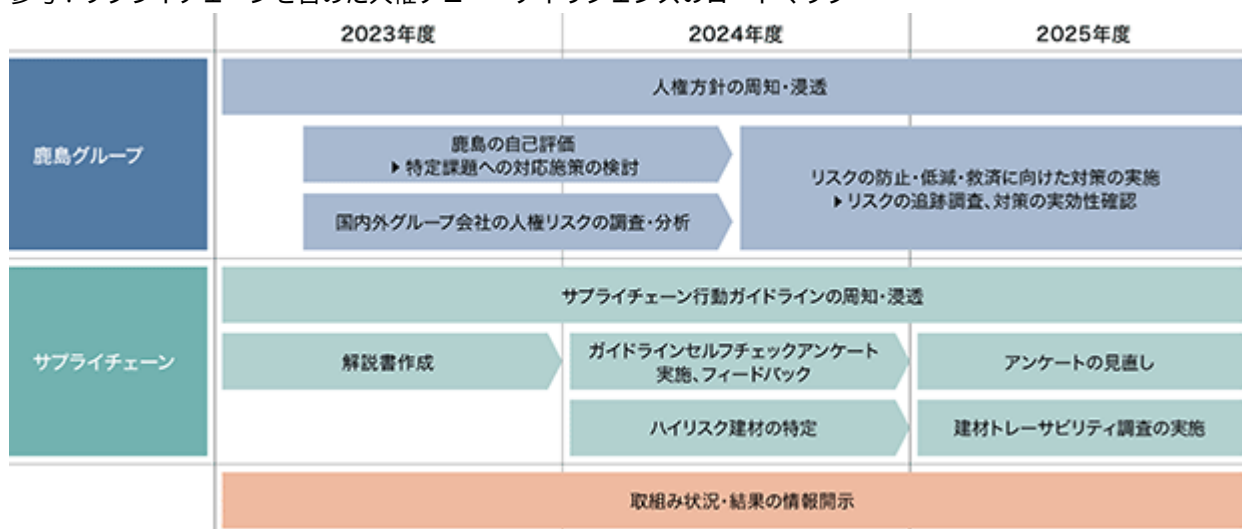 2023年度
2024年度
2025年度
鹿島グループ
人権方針の周知・浸透
鹿島の自己評価
▶特定課題への対応施策の検討
国内外グループ会社の人権リスクの調査・分析
リスクの防止・低減・救済に向けた対策の実施
▶リスクの追跡調査、対策の実効性確認
サプライチェーン
サプライチェーン行動ガイドラインの周知・浸透
解説書作成
ガイドラインセルフチェックアンケート
実施、フィードバック
アンケートの見直し
ハイリスク建材の特定
建材トレーサビリティ調査の実施
取組み状況・結果の情報開示